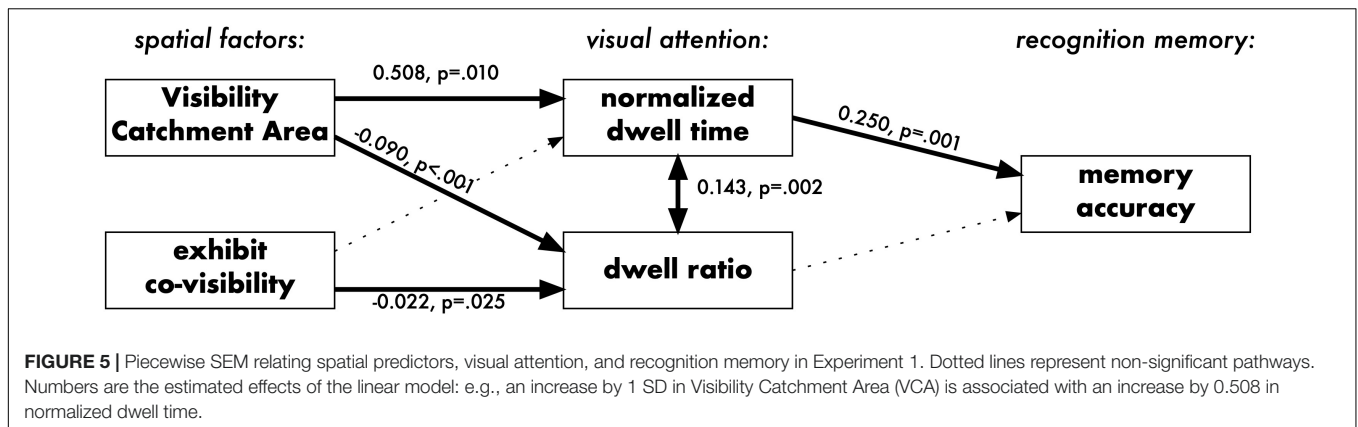 spatial factors:
visual attention:
recognition memory:
Visibility
Catchment Area
0.508, p=.010
normalized
dwell time
-0.090, p<.001
0.250, p=.001
0.143, p=.002
memory
accuracy
exhibit
co-visibility
dwell ratio
-0.022, p=.025
FIGURE 5 | Piecewise SEM relating spatial predictors, visual attention, and recognition memory in Experiment 1. Dotted lines represent non-significant pathways.
Numbers are the estimated effects of the linear model: e.g., an increase by 1 SD in Visibility Catchment Area (VCA) is associated with an increase by 0.508 in
normalized dwell time.